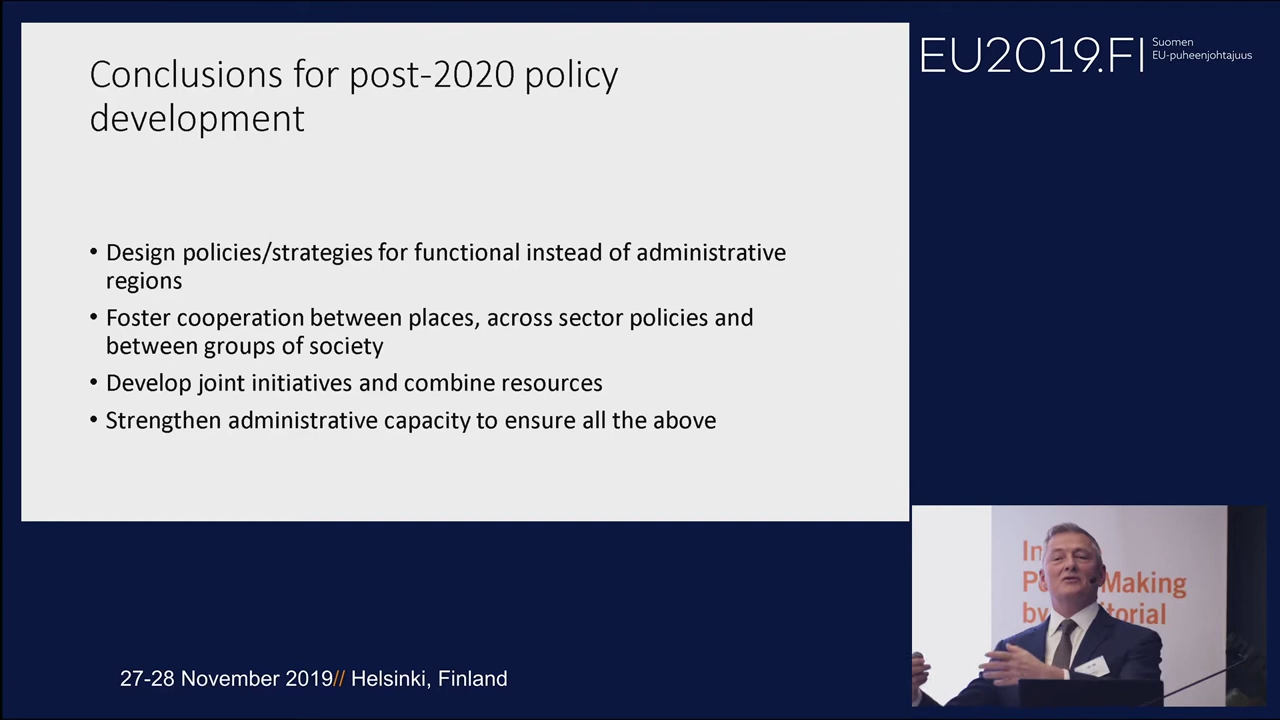 Conclusions for post-2020 policy
development
• Design policies/strategies for functional instead of administrative
regions
• Foster cooperation between places, across sector policies and
between groups of society
• Develop joint initiatives and combine resources
• Strengthen administrative capacity to ensure all the above
EU2019.FI
Suomen
EU-puheenjohtajuus
Making
27-28 November 2019// Helsinki, Finland